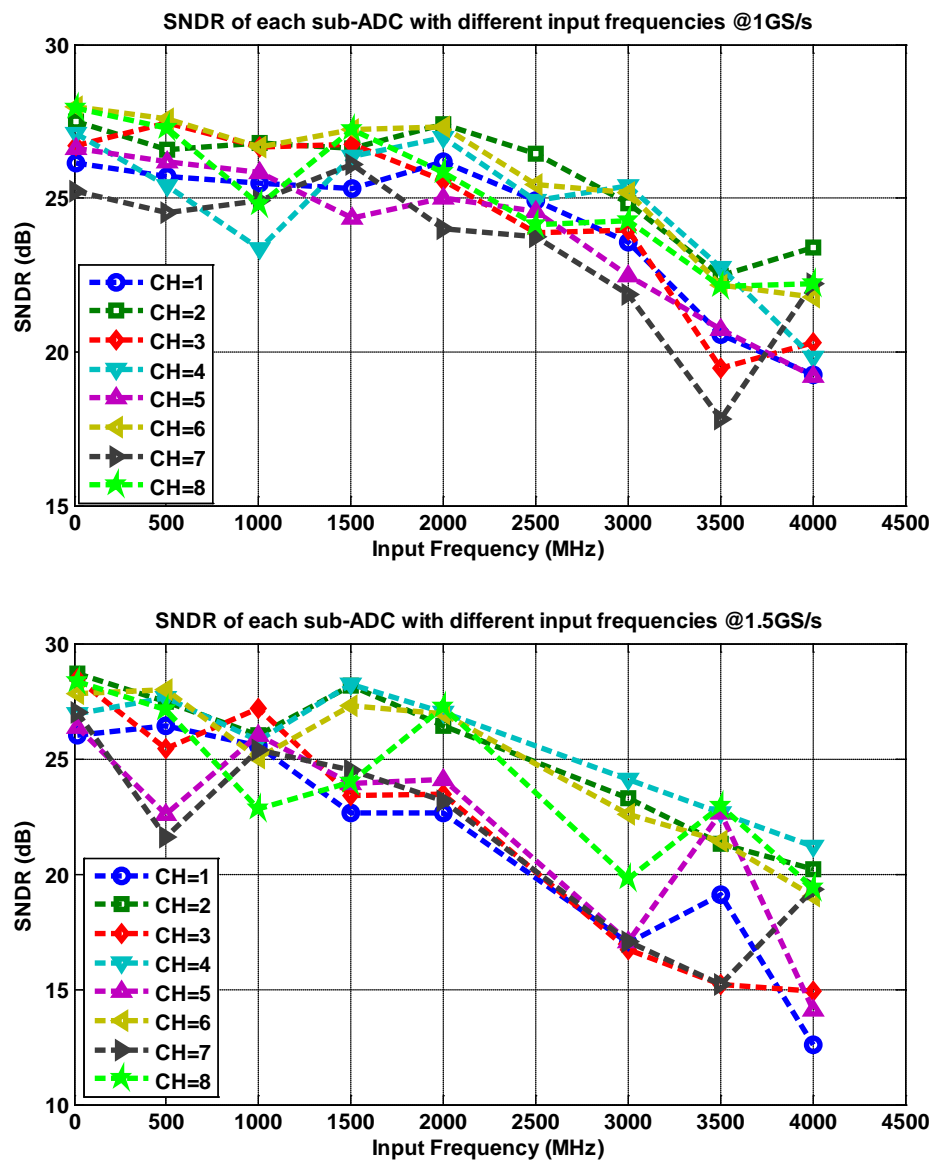 SNDR of each sub-ADC with different input frequencies @1GS/s
30
25
20
15
SNDR (dB)
CH=1
CH=2
CH=3
CH=4
CH=5
CH=6
CH=7
CH=8
0 500 1000 1500 2000 2500 3000 3500 4000 4500
Input Frequency (MHz)
SNDR of each sub-ADC with different input frequencies @1.5GS/s
30
25
20
15
10
SNDR (dB)
CH=1
CH=2
CH=3
CH=4
CH=5
CH=6
CH=7
CH=8
0 500 1000 1500 2000 2500 3000 3500 4000 4500
Input Frequency (MHz)